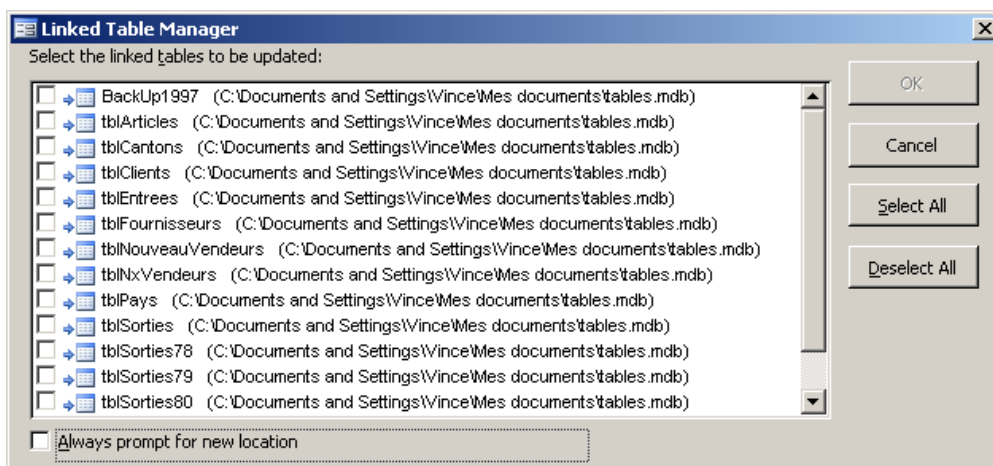 Linked Table Manager
Select the linked tables to be updated:
BackUp1997 (C:\Documents and Settings\Vince\Mes documents\tables.mdb)
OK
tblArticles (C:\Documents and Settings\Vince\Mes documents\tables.mdb)
tblCantons (C:\Documents and Settings\Vince\Mes documents\tables.mdb)
Cancel
tblClients (C:\Documents and Settings\Vince\Mes documents\tables.mdb)
tblEntrees (C:\Documents and Settings\Vince\Mes documents\tables.mdb)
Select All
tblFournisseurs (C:\Documents and Settings\Vince\Mes documents\tables.mdb)
tblNouveauVendeurs (C:\Documents and Settings\Vince\Mes documents\tables.mdb)
Deselect All
tblNxVendeurs (C:\Documents and Settings\Vince\Mes documents\tables.mdb)
tblPays (C:\Documents and Settings\Vince\Mes documents\tables.mdb)
tblSorties (C:\Documents and Settings\Vince\Mes documents\tables.mdb)
tblSorties78 (C:\Documents and Settings\Vince\Mes documents\tables.mdb)
tblSorties79 (C:\Documents and Settings\Vince\Mes documents\tables.mdb)
tblSorties80 (C:\Documents and Settings\Vince\Mes documents\tables.mdb)
Always prompt for new location